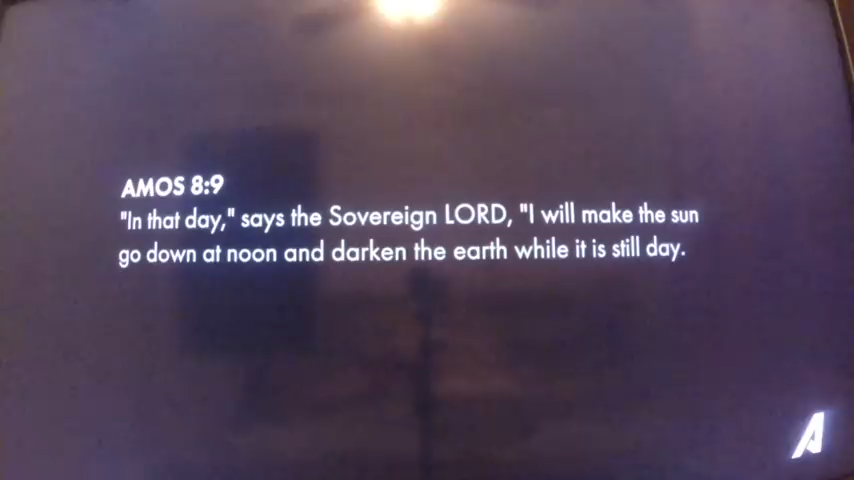 AMOS 8:9
"In that day," says the Sovereign LORD, "I will make the sun
go down at noon and darken the earth while it is still day.
A